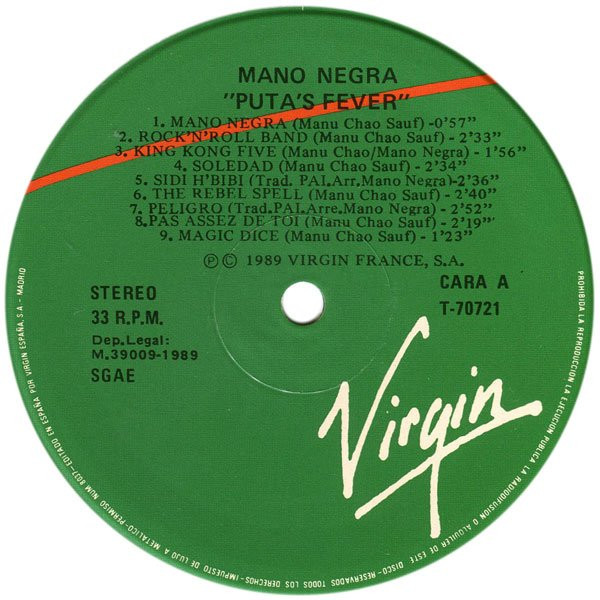 MANO NEGRA
"PUTA'S FEVER"
1. MANO NEGRA (Manu Chao Sauf) -0'57"
2. ROCK'N'ROLL BAND (Manu Chao Sauf) - 2'33"
3. KING KONG FIVE (Manu Chao/Mano Negra) - 1'56"
4. SOLEDAD (Manu Chao Sauf) - 2'34"
5. SIDI H'BIBI (Trad. PAI.Arr.Mano Negra)-2'36"
6. THE REBEL SPELL (Manu Chao Sauf) - 2'40"
7. PELIGRO (Trad.PAI.Arre.Mano Negra) - 2'52"
8.PAS ASSEZ DE TOI (Manu Chao Sauf) - 2'19"
9. MAGIC DICE (Manu Chao Sauf) - 1'23"
Ⓟ © 1989 VIRGIN FRANCE, S.A.
STEREO
33 R.P.M.
Dep.Legal:
M.39009-1989
SGAE
CARA A
T-70721
Virgin
PROHIBIDA LA REPRODUCCION LA EJECUCION PUBLICA LA RADIODIFUSION O ALQUILER DE ESTE DISCO-RESERVADOS TODOS LOS DERECHOS-IMPUESTO DE LUJO A METALICO-PERMISO NUM 8037-EDITADO EN ESPAÑA POR VIRGIN ESPAÑA, S.A - MADRID